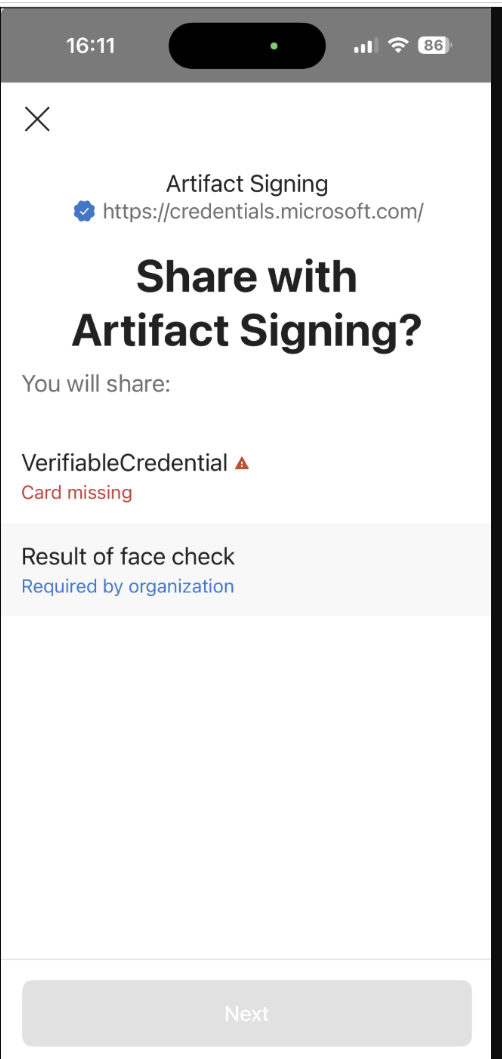 16:11
86
Artifact Signing
https://credentials.microsoft.com/
Share with
Artifact Signing?
You will share:
VerifiableCredential
Card missing
Result of face check
Required by organization
Next